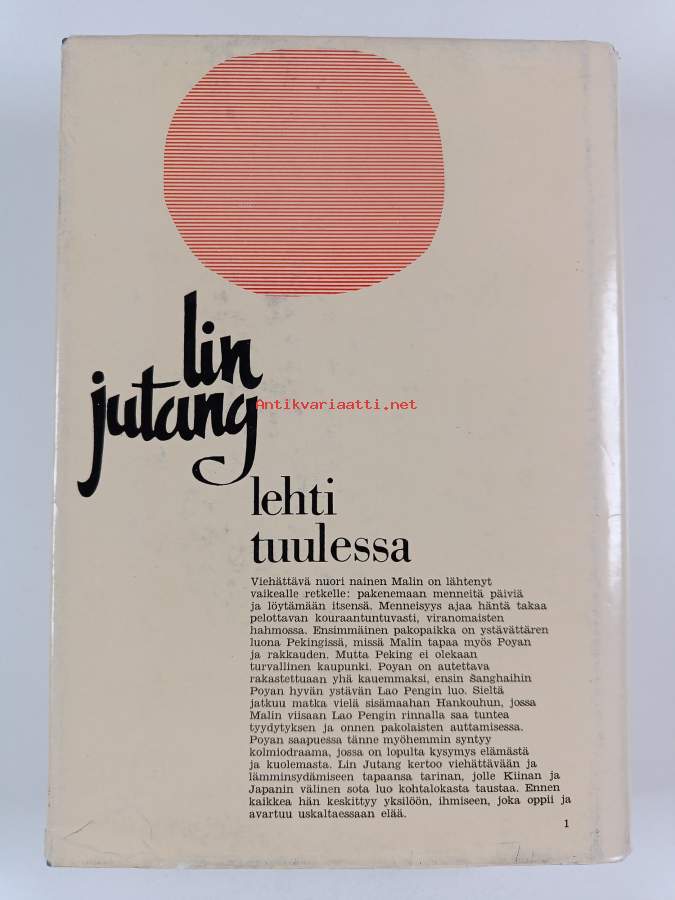 lin
jutang
Antikvariaatti.net
lehti
tuulessa
Viehättävä nuori nainen Malin on lähtenyt
vaikealle retkelle: pakenemaan menneitä päiviä
ja löytämään itsensä. Menneisyys ajaa häntä takaa
pelottavan kouraantuntuvasti, viranomaisten
hahmossa. Ensimmäinen pakopaikka on ystävättären
luona Pekingissä, missä Malin tapaa myös Poyan
ja rakkauden. Mutta Peking ei olekaan
turvallinen kaupunki. Poyan on autettava
rakastettuaan yhä kauemmaksi, ensin Šanghaihin
Poyan hyvän ystävän Lao Pengin luo. Sieltä
jatkuu matka vielä sisämaahan Hankouhun, jossa
Malin viisaan Lao Pengin rinnalla saa tuntea
tyydytyksen ja onnen pakolaisten auttamisessa.
Poyan saapuessa tänne myöhemmin syntyy
kolmiodraama, jossa on lopulta kysymys elämästä
ja kuolemasta. Lin Jutang kertoo viehättävään ja
lämminsydämiseen tapaansa tarinan, jolle Kiinan ja
Japanin välinen sota luo kohtalokasta taustaa. Ennen
kaikkea hän keskittyy yksilöön, ihmiseen, joka oppii ja
avartuu uskaltaessaan elää.
1